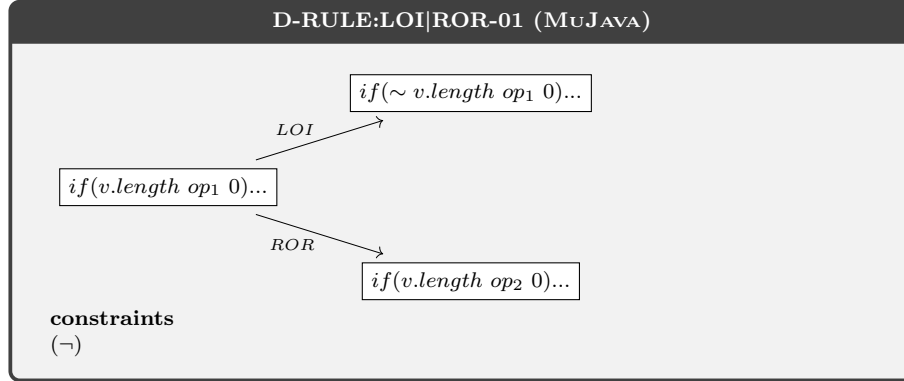 D-RULE:LOI|ROR-01 (MuJava)
if(∼ v.length op₁ 0)...
LOI
if(v.length op₁ 0)...
ROR
if(v.length op₂ 0)...
constraints
(¬)